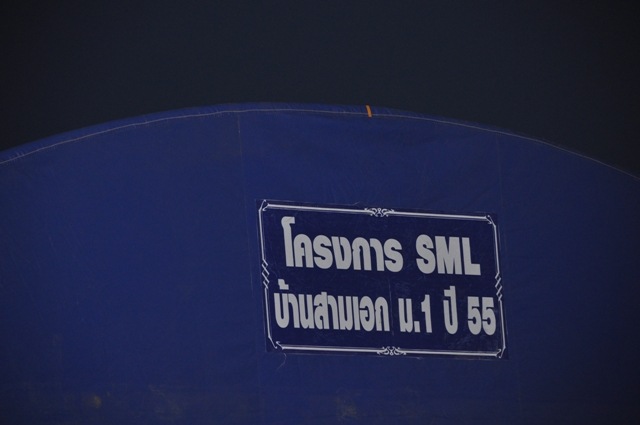 โครงการ SML
บ้านสามเอก ม.1 ปี 55